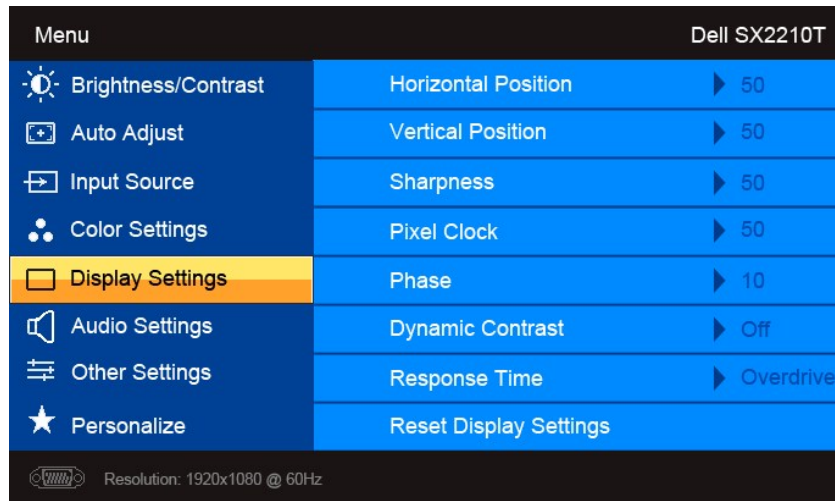 Menu Dell SX2210T
Brightness/Contrast Horizontal Position 50
Auto Adjust Vertical Position 50
Input Source Sharpness 50
Color Settings Pixel Clock 50
Display Settings Phase 10
Audio Settings Dynamic Contrast Off
Other Settings Response Time Overdrive
Personalize Reset Display Settings
Resolution: 1920x1080 @ 60Hz